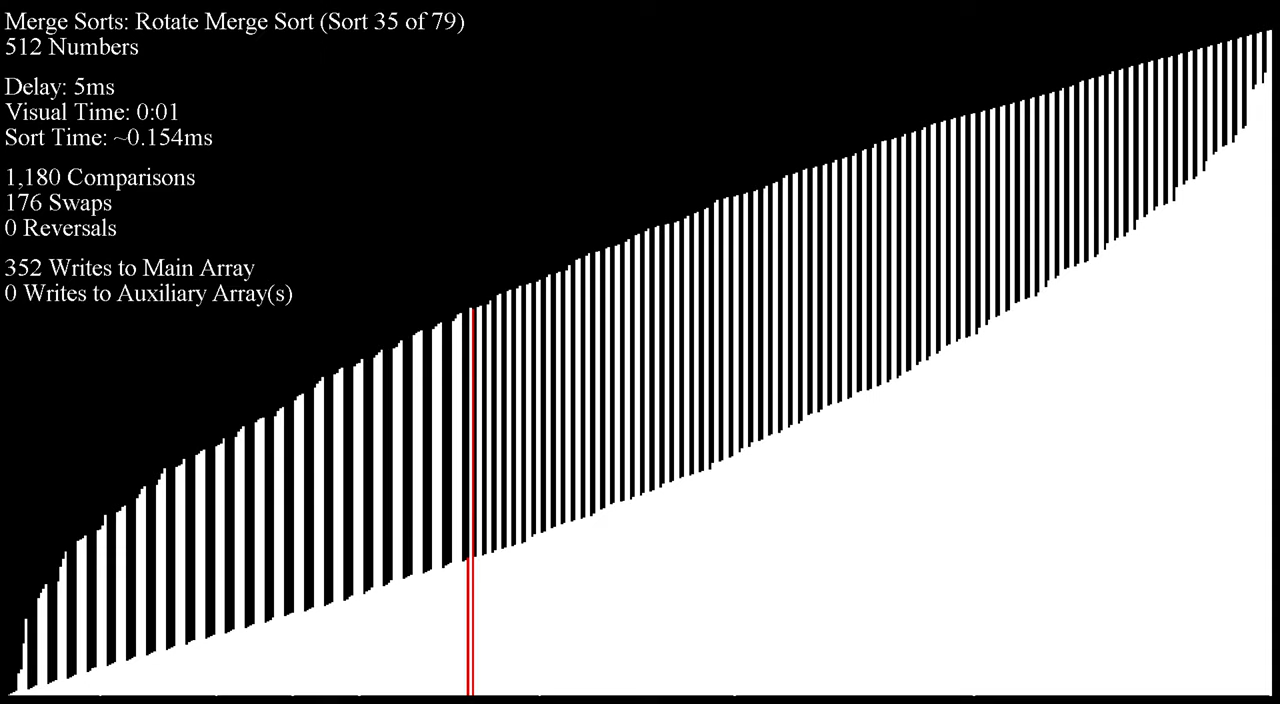 Merge Sorts: Rotate Merge Sort (Sort 35 of 79)
512 Numbers
Delay: 5ms
Visual Time: 0:01
Sort Time: ~0.154ms
1,180 Comparisons
176 Swaps
0 Reversals
352 Writes to Main Array
0 Writes to Auxiliary Array(s)